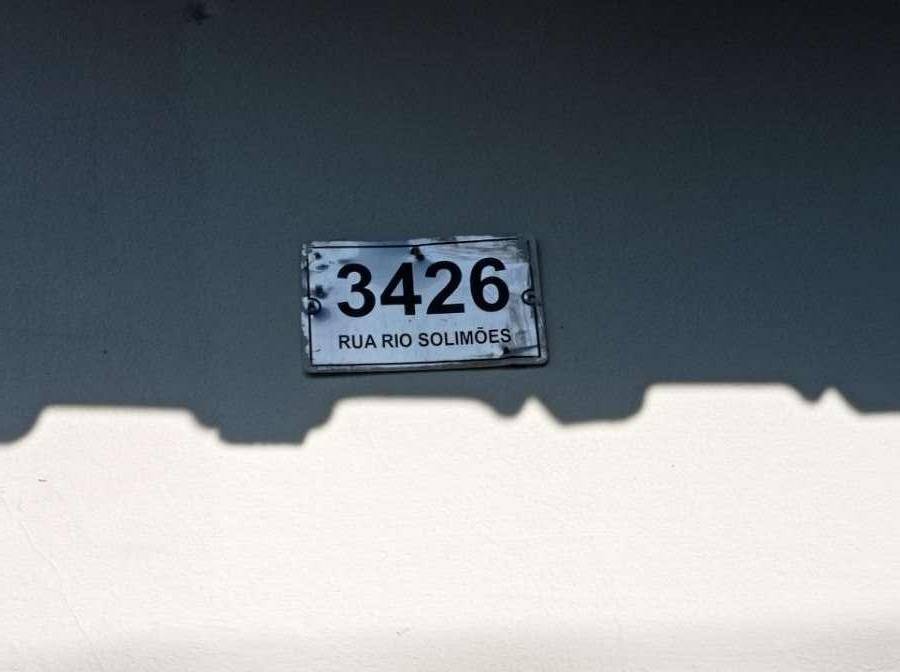 3426
RUA RIO SOLIMÕES